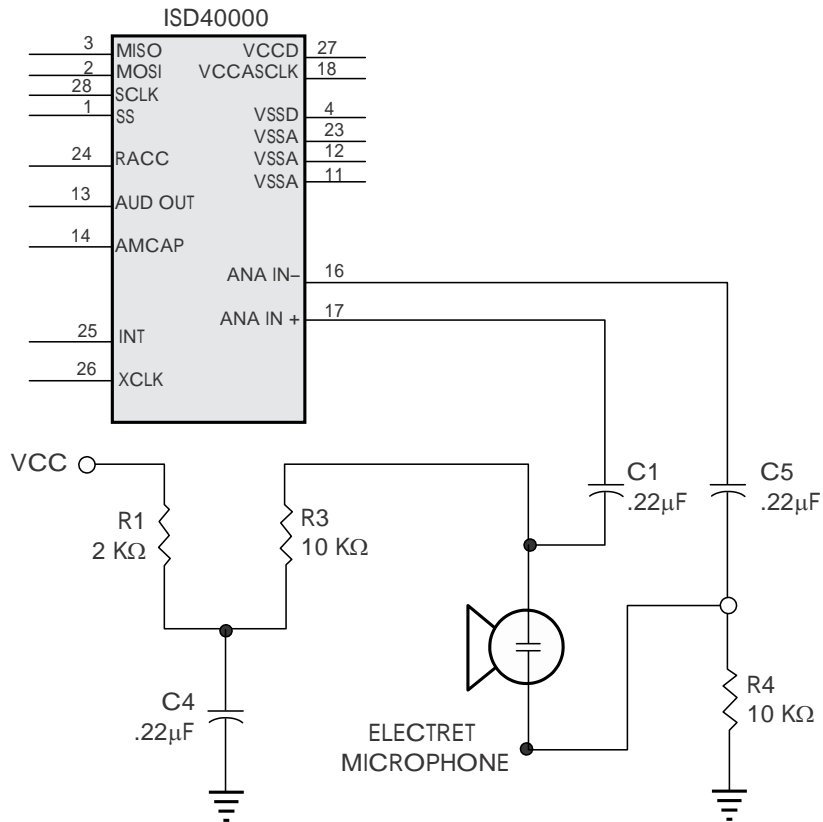 ISD40000
3 MISO
2 MOSI
28 SCLK
1 SS
24 RACC
13 AUD OUT
14 AMCAP
25 INT
26 XCLK
VCCD 27
VCCASCLK 18
VSSD 4
VSSA 23
VSSA 12
VSSA 11
ANA IN– 16
ANA IN + 17
VCC
R1
2 KΩ
R3
10 KΩ
C1
.22µF
C5
.22µF
C4
.22µF
R4
10 KΩ
ELECTRET
MICROPHONE